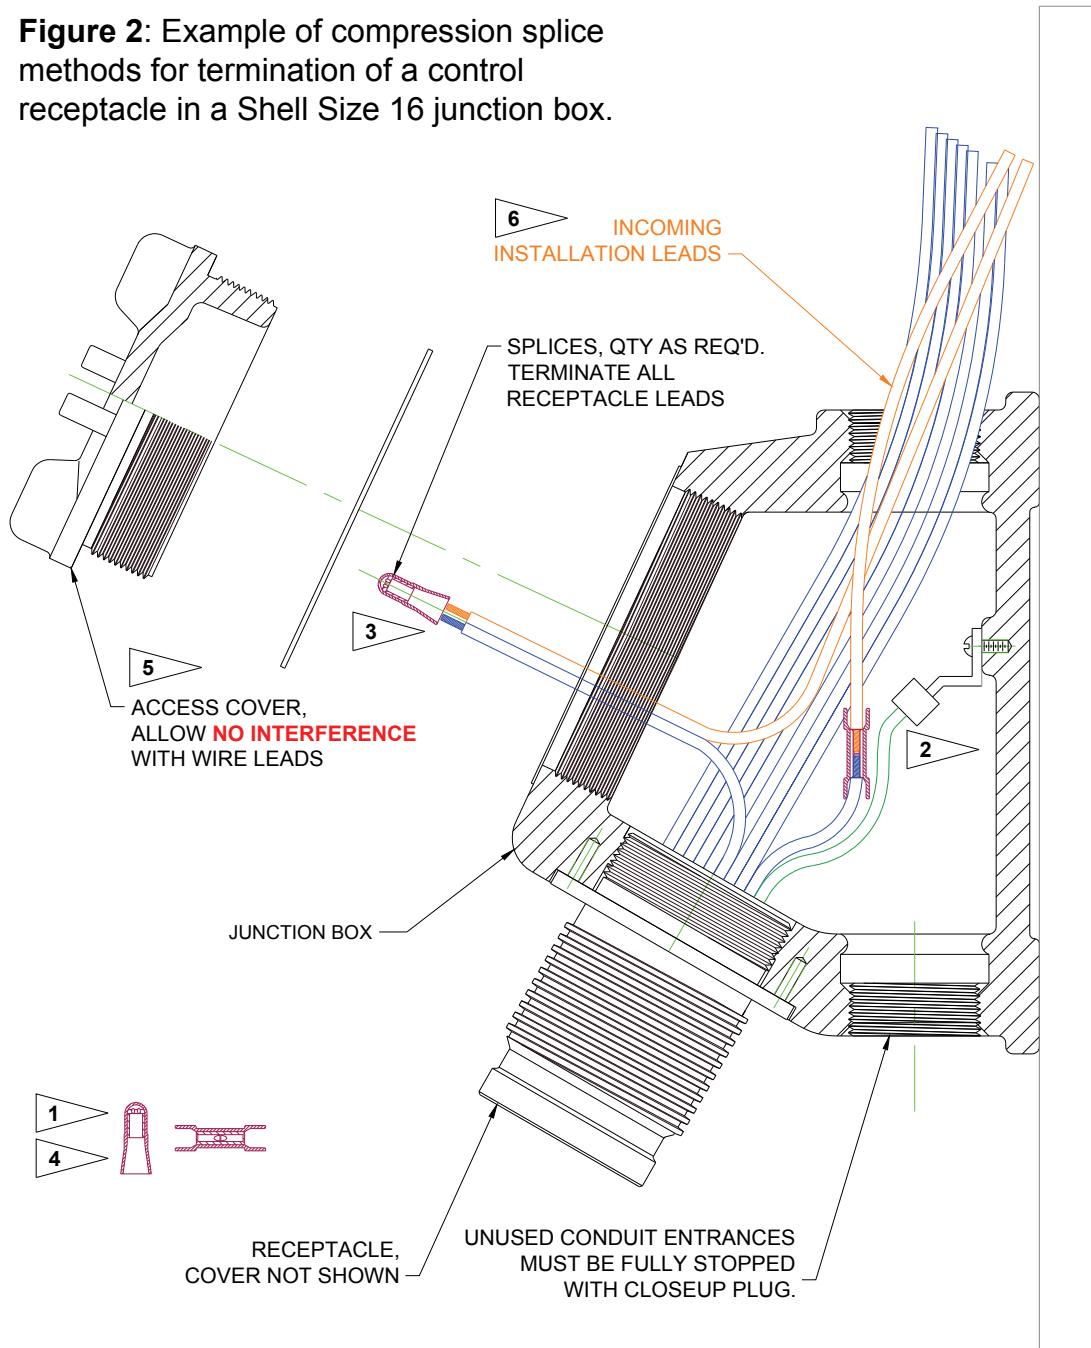 Figure 2: Example of compression splice
methods for termination of a control
receptacle in a Shell Size 16 junction box.
6
INCOMING
INSTALLATION LEADS
SPLICES, QTY AS REQ'D.
TERMINATE ALL
RECEPTACLE LEADS
3
5
ACCESS COVER,
ALLOW NO INTERFERENCE
WITH WIRE LEADS
2
JUNCTION BOX
1
4
RECEPTACLE,
COVER NOT SHOWN
UNUSED CONDUIT ENTRANCES
MUST BE FULLY STOPPED
WITH CLOSEUP PLUG.